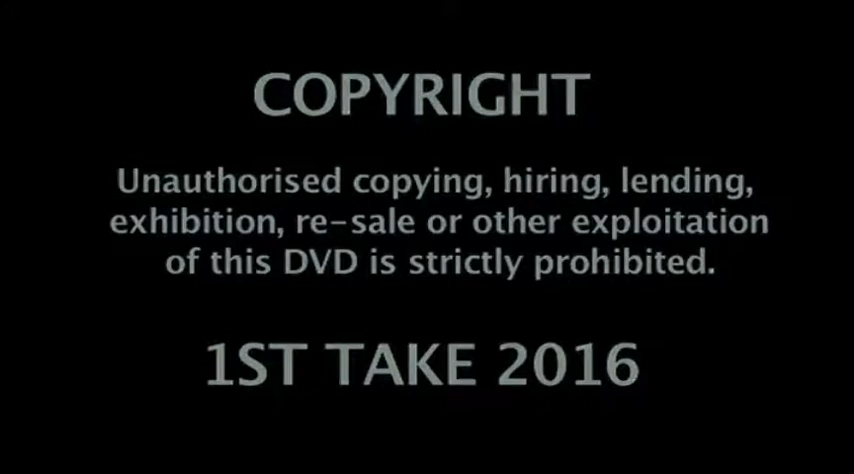 COPYRIGHT
Unauthorised copying, hiring, lending,
exhibition, re-sale or other exploitation
of this DVD is strictly prohibited.
1ST TAKE 2016